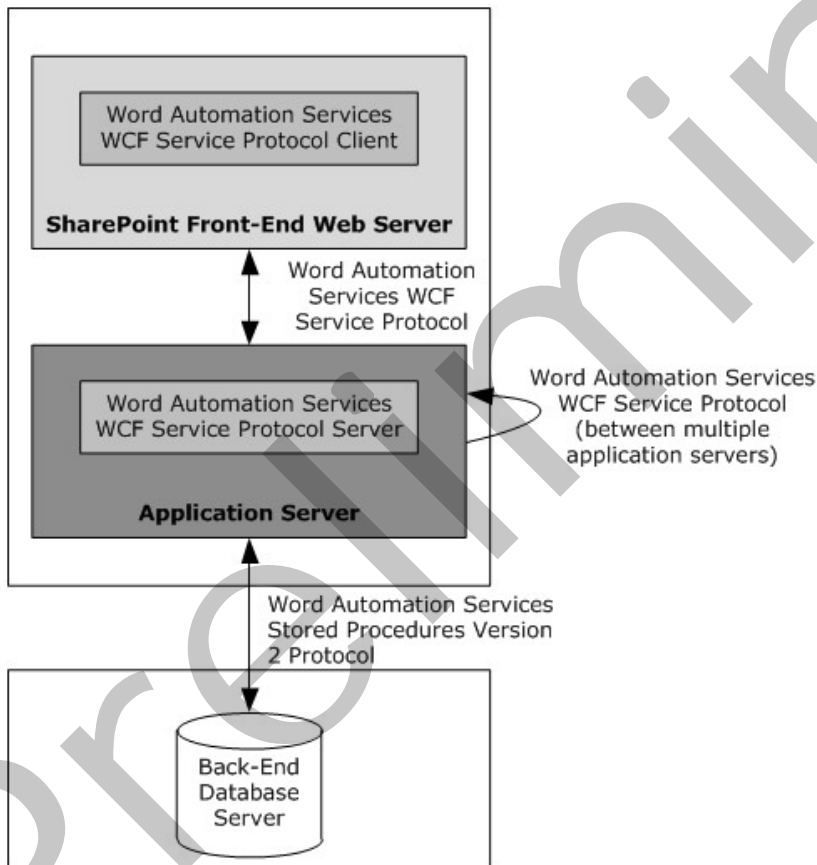 Word Automation Services
WCF Service Protocol Client
SharePoint Front-End Web Server
Word Automation
Services WCF
Service Protocol
Word Automation Services
WCF Service Protocol Server
Application Server
Word Automation Services
WCF Service Protocol
(between multiple
application servers)
Word Automation Services
Stored Procedures Version
2 Protocol
Back-End
Database
Server